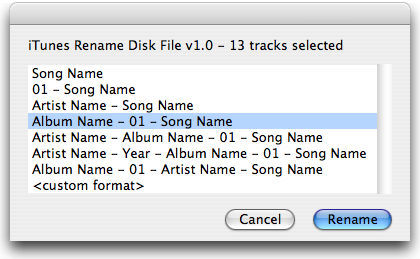 iTunes Rename Disk File v1.0 - 13 tracks selected
Song Name
01 - Song Name
Artist Name - Song Name
Album Name - 01 - Song Name
Artist Name - Album Name - 01 - Song Name
Artist Name - Year - Album Name - 01 - Song Name
Album Name - 01 - Artist Name - Song Name
<custom format>
Cancel
Rename